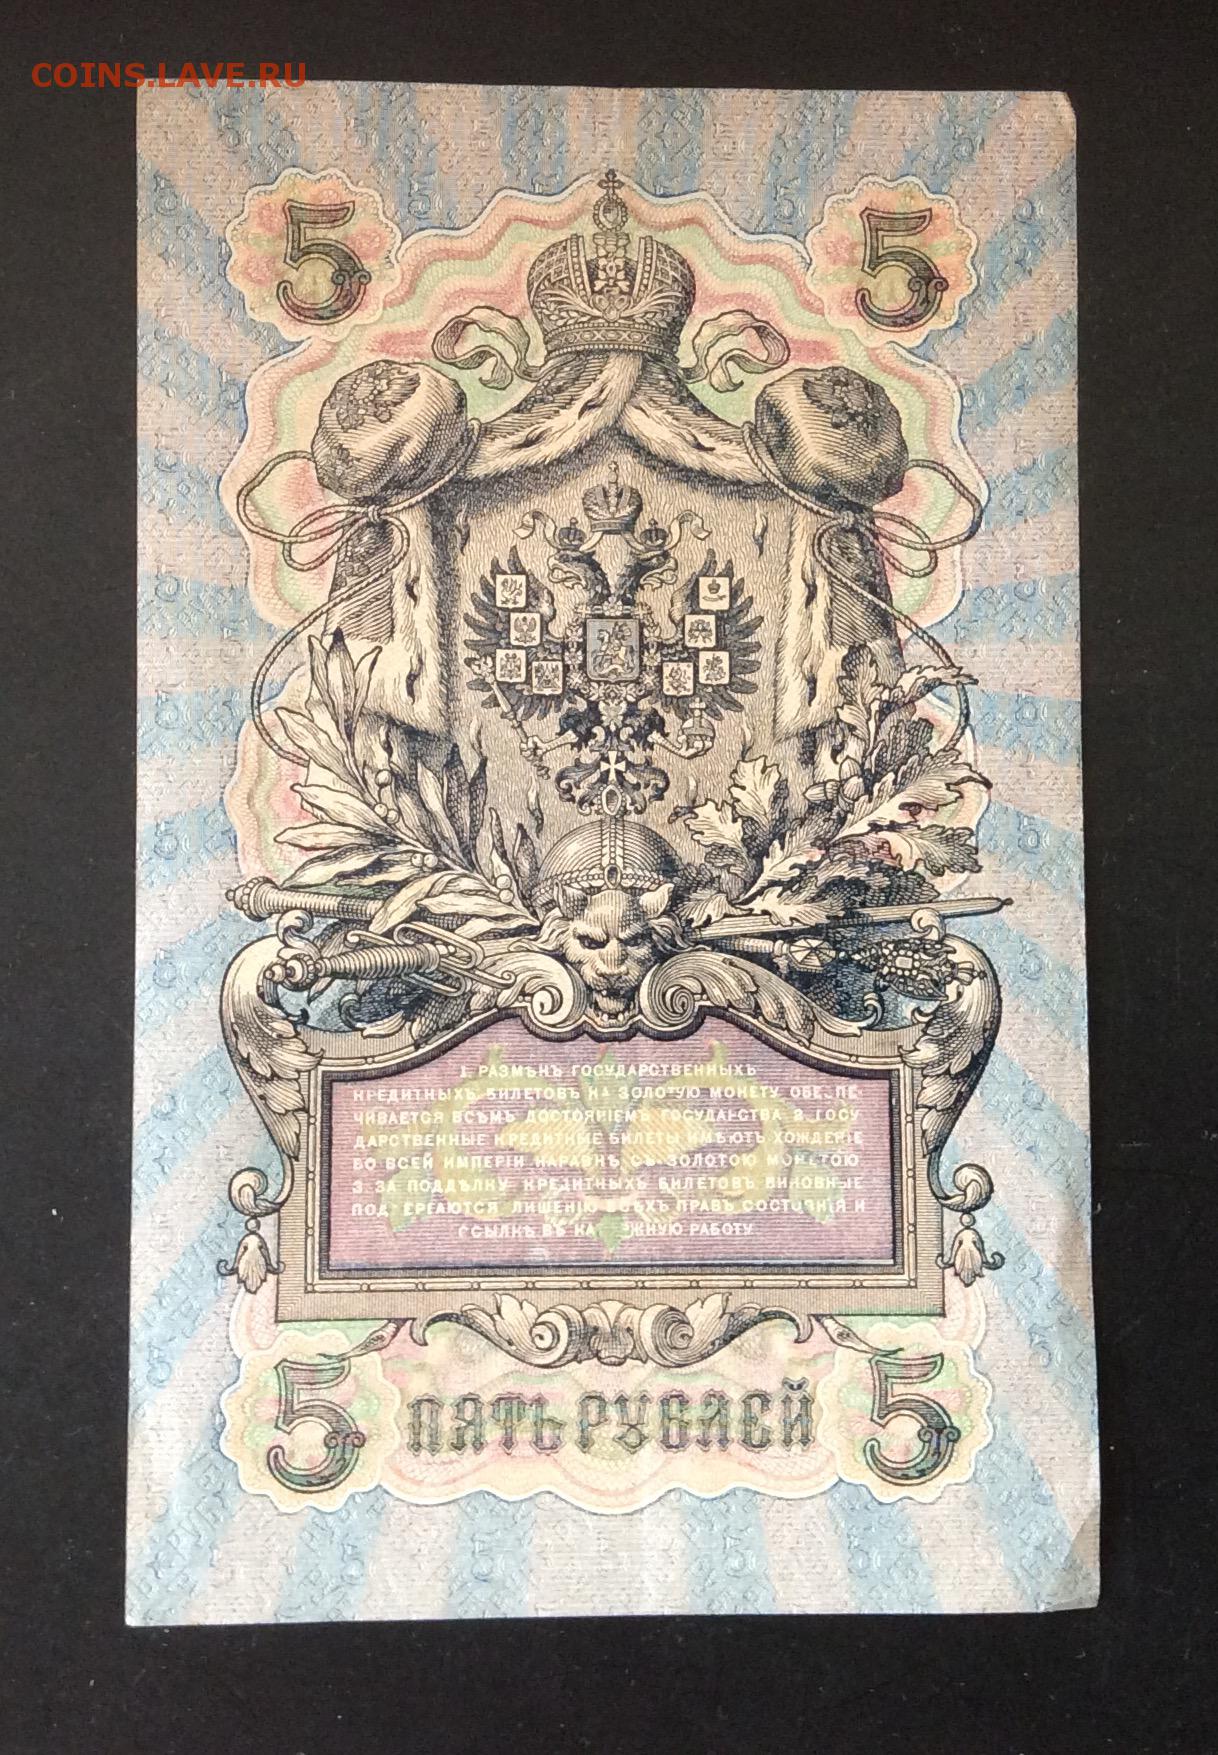 COINS.LAVE.RU
5 5
1. РАЗМѢНЪ ГОСУДАРСТВЕННЫХЪ
КРЕДИТНЫХЪ БИЛЕТОВЪ НА ЗОЛОТУЮ МОНЕТУ ОБЕЗПЕ-
ЧИВАЕТСЯ ВСѢМЪ ДОСТОЯНІЕМЪ ГОСУДАРСТВА. 2. ГОСУ
ДАРСТВЕННЫЕ КРЕДИТНЫЕ БИЛЕТЫ ИМѢЮТЪ ХОЖДЕНІЕ
ВО ВСЕЙ ИМПЕРІИ НАРАВНѢ СЪ ЗОЛОТОЮ МОНЕТОЮ
3. ЗА ПОДДѢЛКУ КРЕДИТНЫХЪ БИЛЕТОВЪ ВИНОВНЫЕ
ПОДВЕРГАЮТСЯ ЛИШЕНІЮ ВСѢХЪ ПРАВЪ СОСТОЯНІЯ И
ССЫЛКѢ ВЪ КАТОРЖНУЮ РАБОТУ
5 ПЯТЬ РУБЛЕЙ 5